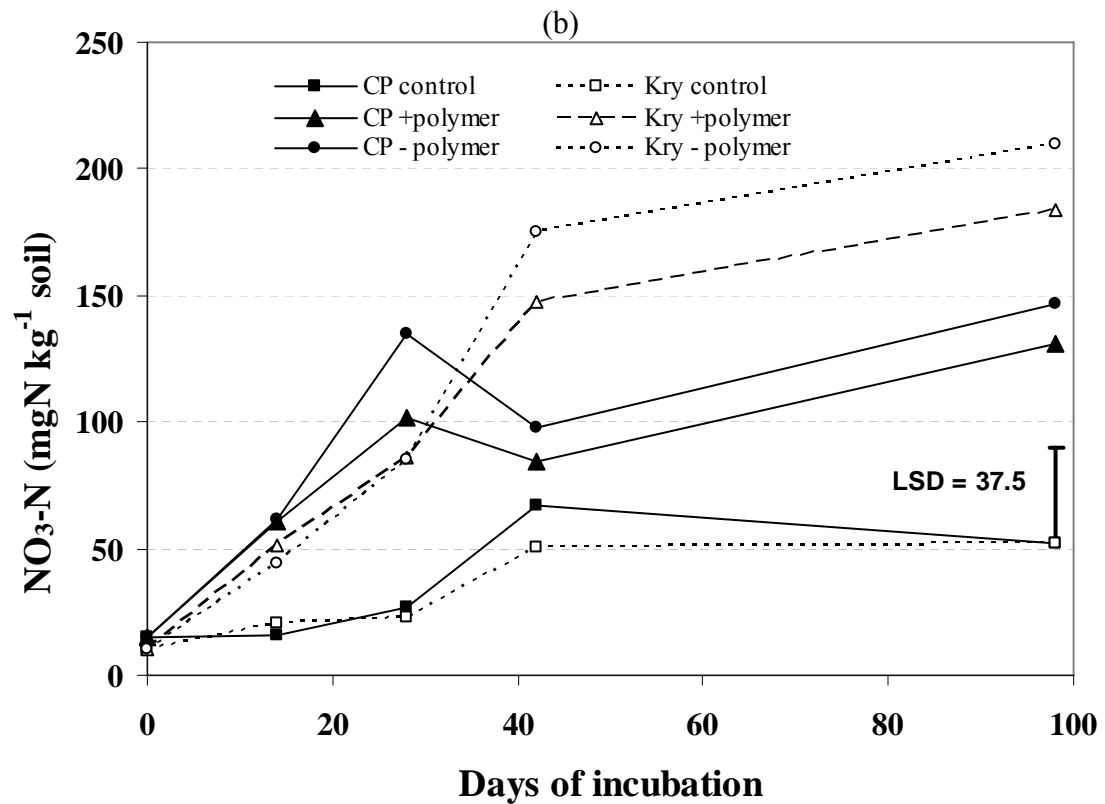 (b)
250
200
150
100
50
0
NO₃-N (mgN kg⁻¹ soil)
CP control
Kry control
CP +polymer
Kry +polymer
CP - polymer
Kry - polymer
LSD = 37.5
0 20 40 60 80 100
Days of incubation